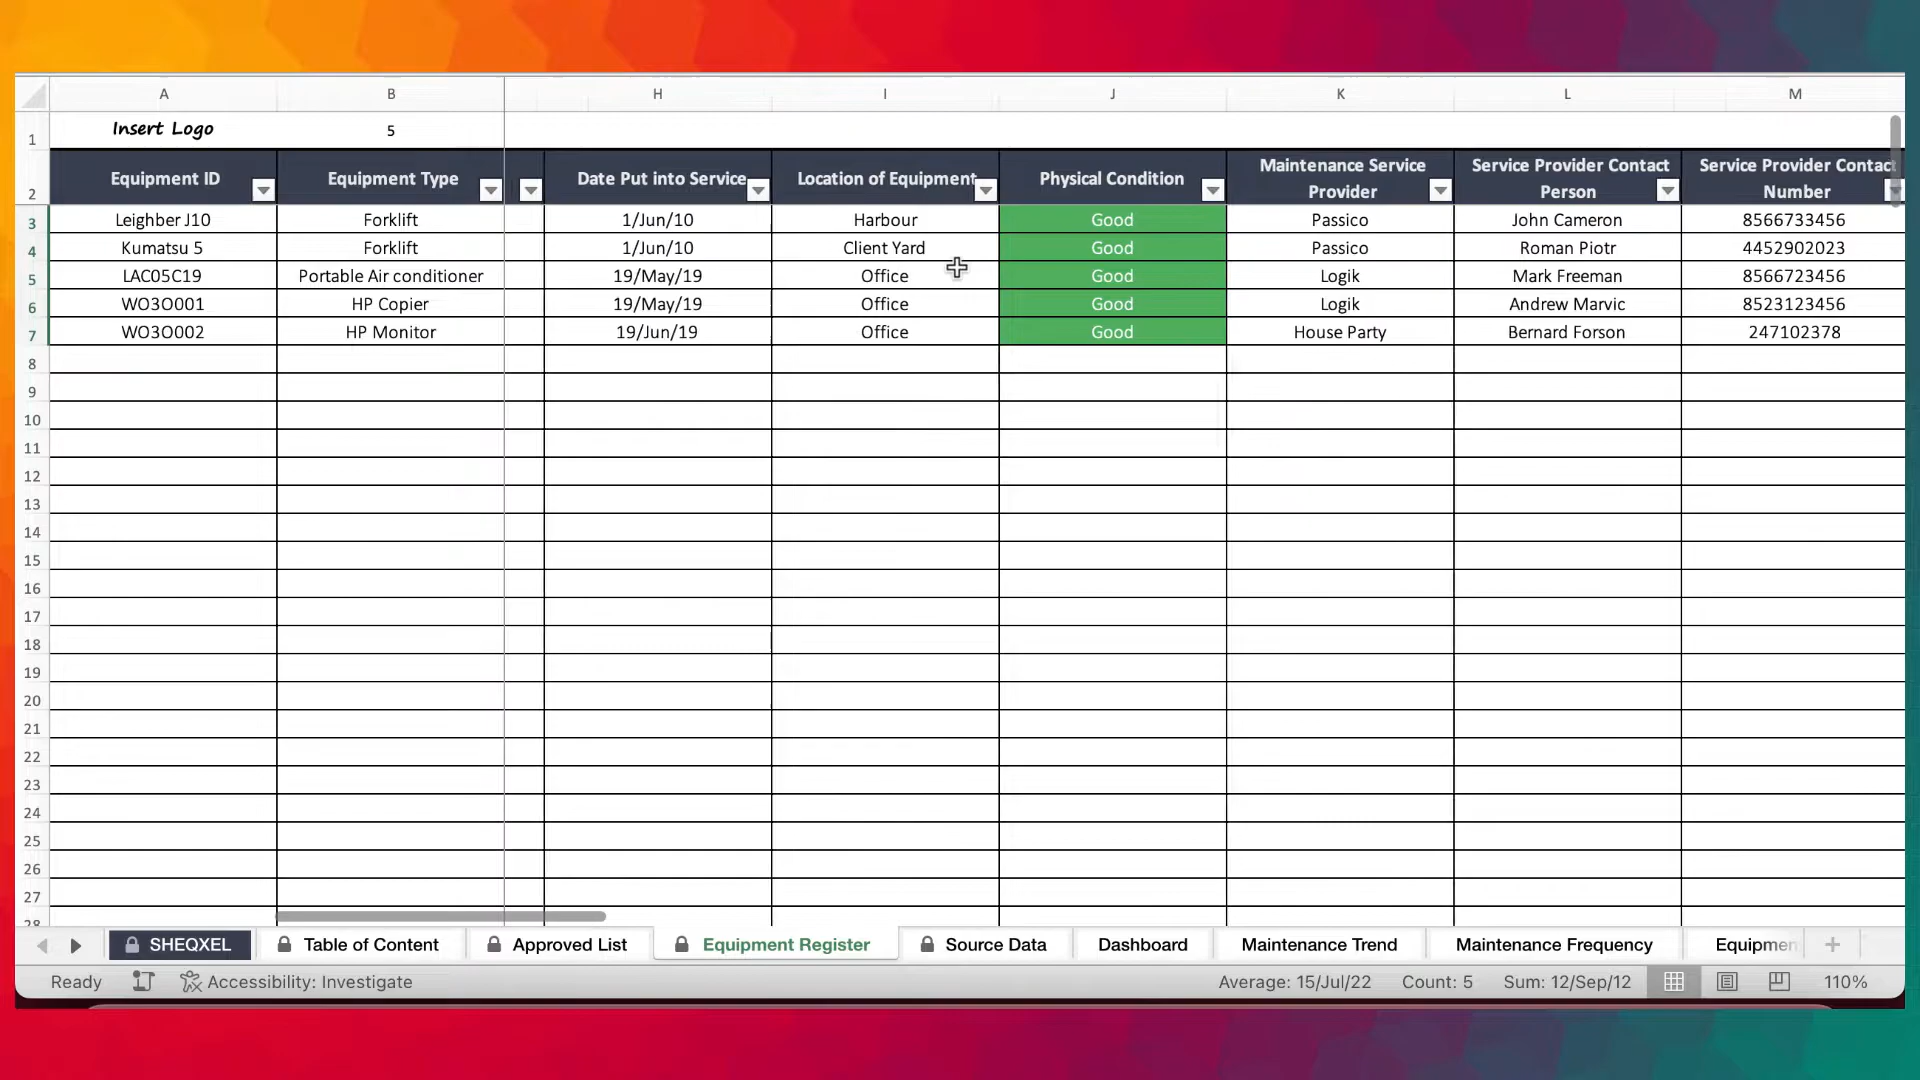 A B H I J K L M
1 Insert Logo 5
2 Equipment ID Equipment Type Date Put into Service Location of Equipment Physical Condition Maintenance Service Provider Service Provider Contact Person Service Provider Contact Number
3 Leighber J10 Forklift 1/Jun/10 Harbour Good Passico John Cameron 8566733456
4 Kumatsu 5 Forklift 1/Jun/10 Client Yard Good Passico Roman Piotr 4452902023
5 LAC05C19 Portable Air conditioner 19/May/19 Office Good Logik Mark Freeman 8566723456
6 WO3O001 HP Copier 19/May/19 Office Good Logik Andrew Marvic 8523123456
7 WO3O002 HP Monitor 19/Jun/19 Office Good House Party Bernard Forson 247102378
8
9
10
11
12
13
14
15
16
17
18
19
20
21
22
23
24
25
26
27
28
SHEQXEL Table of Content Approved List Equipment Register Source Data Dashboard Maintenance Trend Maintenance Frequency Equipmen
Ready Accessibility: Investigate Average: 15/Jul/22 Count: 5 Sum: 12/Sep/12 110%